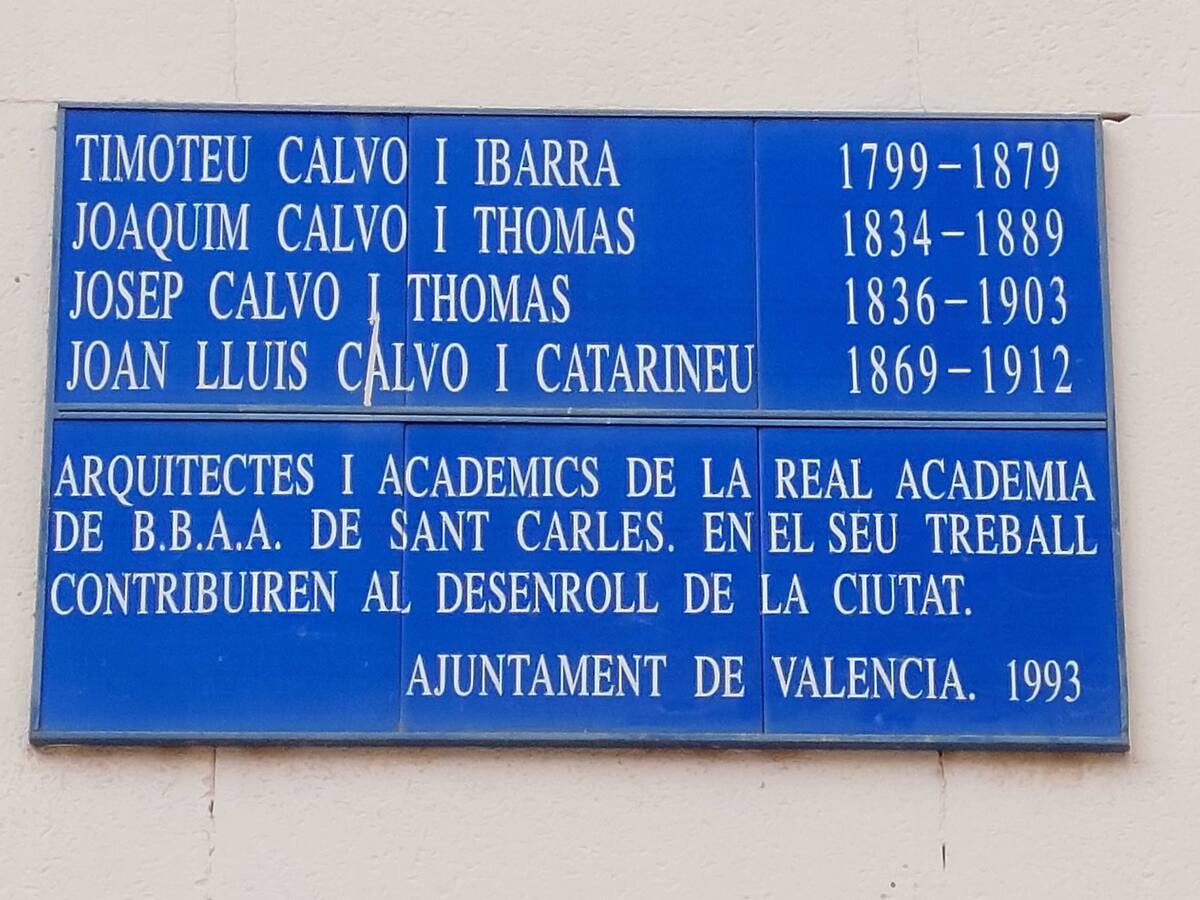 TIMOTEU CALVO I IBARRA 1799-1879
JOAQUIM CALVO I THOMAS 1834-1889
JOSEP CALVO I THOMAS 1836-1903
JOAN LLUIS CALVO I CATARINEU 1869-1912
ARQUITECTES I ACADEMICS DE LA REAL ACADEMIA
DE B.B.A.A. DE SANT CARLES. EN EL SEU TREBALL
CONTRIBUIREN AL DESENROLL DE LA CIUTAT.
AJUNTAMENT DE VALENCIA. 1993